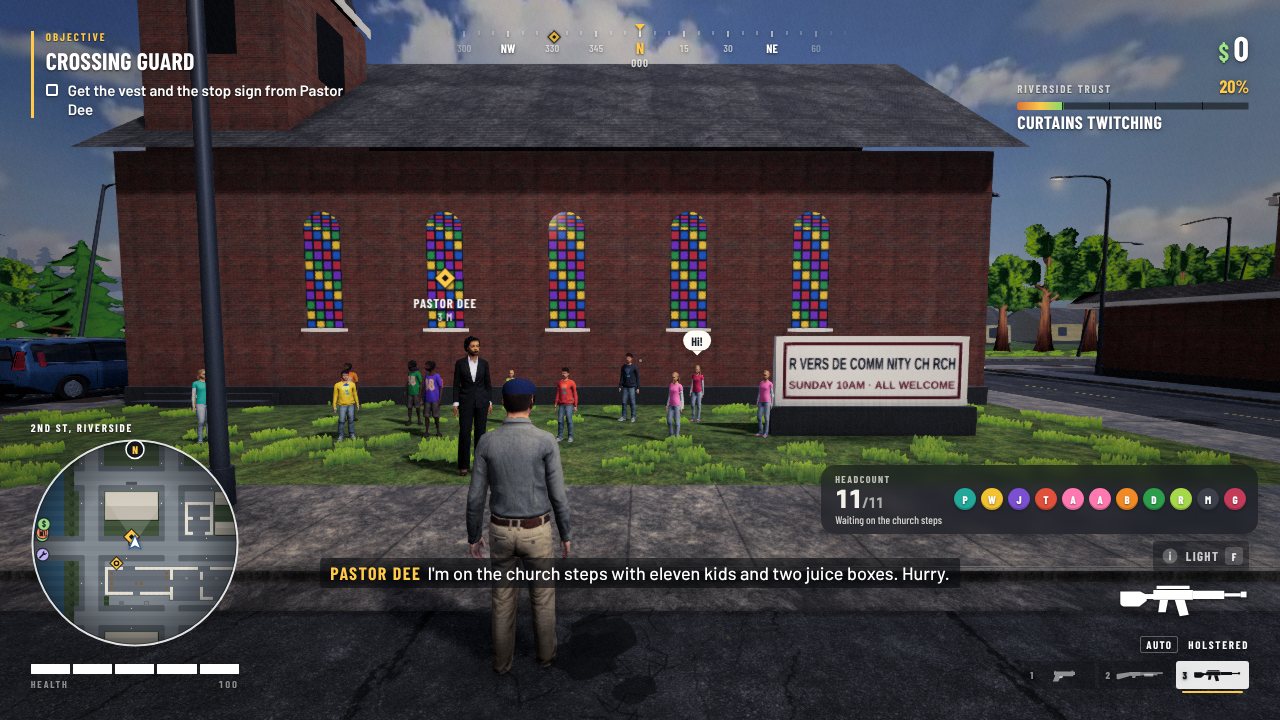 OBJECTIVE
CROSSING GUARD
Get the vest and the stop sign from Pastor
Dee
300 NW 330 345 N 15 30 NE 60
000
$0
RIVERSIDE TRUST 20%
CURTAINS TWITCHING
PASTOR DEE
3 M
Hi!
R VERS DE COMM NITY CH RCH
SUNDAY 10AM · ALL WELCOME
2ND ST, RIVERSIDE
N
$
HEADCOUNT
11/11
Waiting on the church steps
P W J T A A B D R M G
PASTOR DEE I'm on the church steps with eleven kids and two juice boxes. Hurry.
i LIGHT F
AUTO HOLSTERED
1 2 3
HEALTH 100